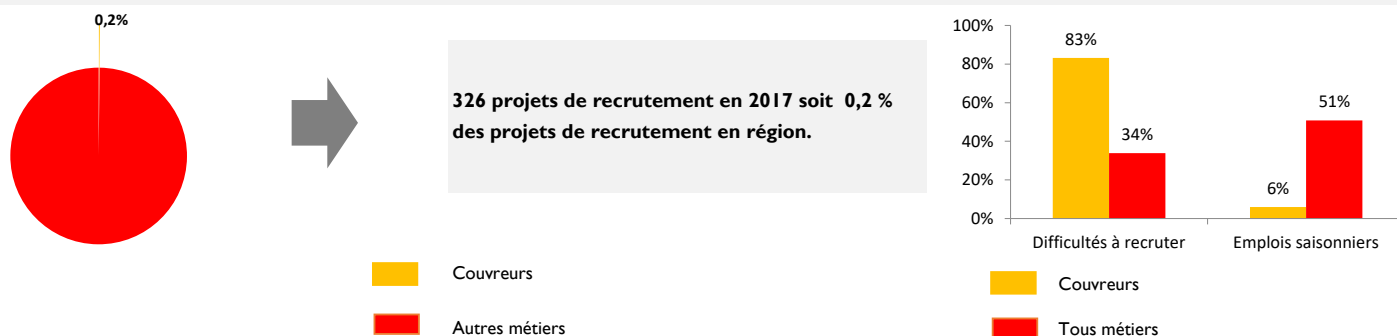 0,2%
326 projets de recrutement en 2017 soit 0,2 %
des projets de recrutement en région.
Couvreurs
Autres métiers
100%
80%
60%
40%
20%
0%
83%
34%
6%
51%
Difficultés à recruter
Emplois saisonniers
Couvreurs
Tous métiers